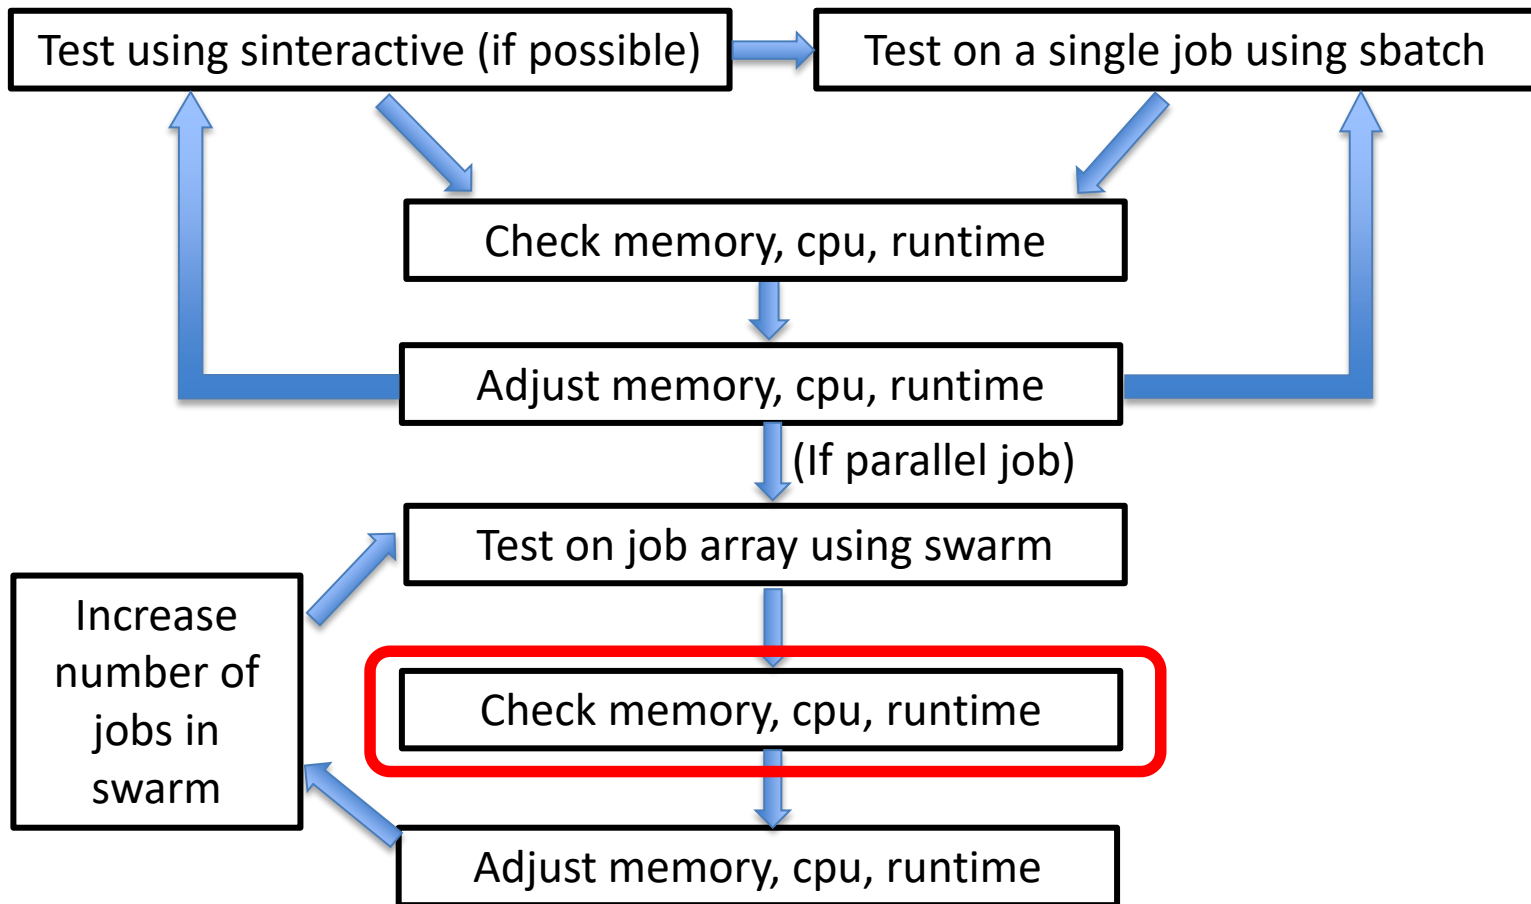 Test using sinteractive (if possible)
Test on a single job using sbatch
Check memory, cpu, runtime
Adjust memory, cpu, runtime
(If parallel job)
Test on job array using swarm
Increase
number of
jobs in
swarm
Check memory, cpu, runtime
Adjust memory, cpu, runtime